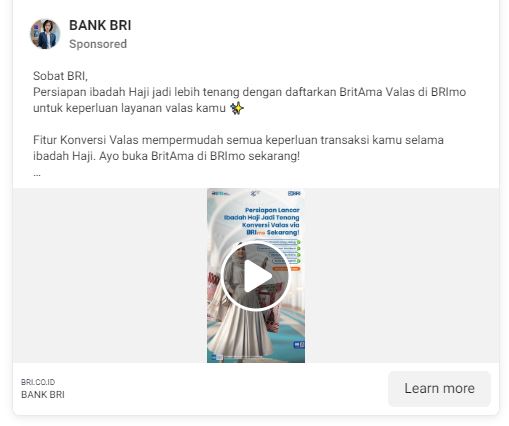 BANK BRI
Sponsored
Sobat BRI,
Persiapan ibadah Haji jadi lebih tenang dengan daftarkan BritAma Valas di BRImo
untuk keperluan layanan valas kamu ✨
Fitur Konversi Valas mempermudah semua keperluan transaksi kamu selama
ibadah Haji. Ayo buka BritAma di BRImo sekarang!
...
BRI
Persiapan Lancar
Ibadah Haji Jadi Tenang
Konversi Valas via
BRImo Sekarang!
BRI.CO.ID
BANK BRI
Learn more